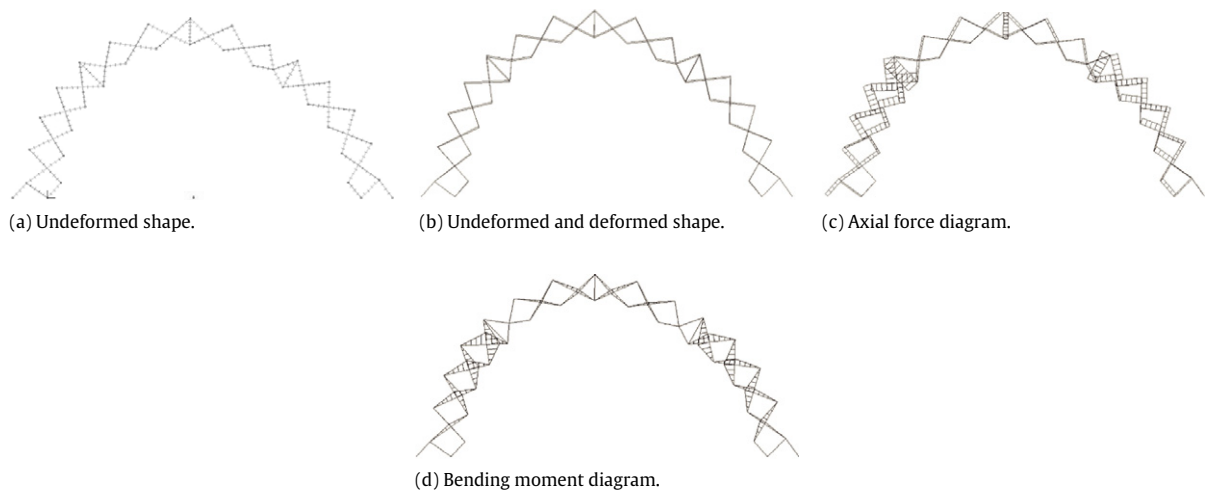 (a) Undeformed shape.
(b) Undeformed and deformed shape.
(c) Axial force diagram.
(d) Bending moment diagram.